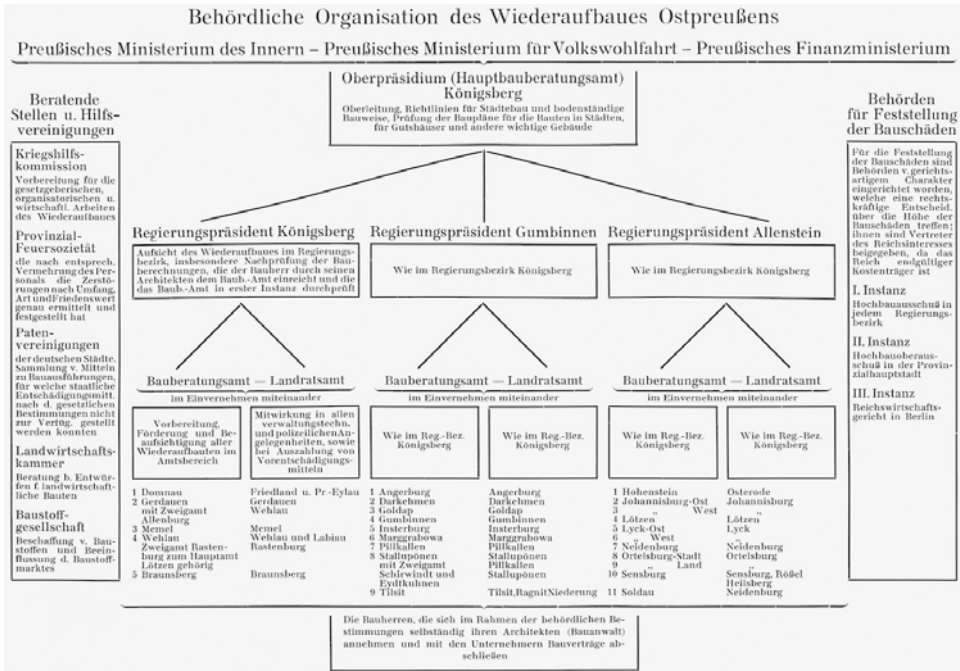 Behördliche Organisation des Wiederaufbaues Ostpreußens
Preußisches Ministerium des Innern – Preußisches Ministerium für Volkswohlfahrt – Preußisches Finanzministerium
Oberpräsidium (Hauptbauberatungsamt)
Königsberg
Oberleitung, Richtlinien für Städtebau und bodenständige
Bauweise, Prüfung der Baupläne für die Bauten in Städten,
für Gutshäuser und andere wichtige Gebäude
Beratende
Stellen u. Hilfs-
vereinigungen
Kriegshilfs-
kommission
Vorbereitung für die
gesetzgeberischen,
organisatorischen u.
wirtschaftl. Arbeiten
des Wiederaufbaues
Provinzial-
Feuersozietät
die nach entsprech.
Vermehrung des Per-
sonals die Zerstö-
rungen nach Umfang,
Art und Friedenswert
genau ermittelt und
festgestellt hat
Paten-
vereinigungen
der deutschen Städte.
Sammlung v. Mitteln
zu Bauausführungen,
für welche staatliche
Entschädigungsmitt.
nach d. gesetzlichen
Bestimmungen nicht
zur Verfüg. gestellt
werden konnten
Landwirtschafts-
kammer
Beratung b. Entwür-
fen f. landwirtschaft-
liche Bauten
Baustoff-
gesellschaft
Beschaffung v. Bau-
stoffen und Beein-
flussung d. Baustoff-
marktes
Regierungspräsident Königsberg
Aufsicht des Wiederaufbaues im Regierungs-
bezirk, insbesondere Nachprüfung der Bau-
berechnungen, die der Bauherr durch seinen
Architekten dem Baub.-Amt einreicht und die
das Baub.-Amt in erster Instanz durchprüft
Bauberatungsamt — Landratsamt
im Einvernehmen miteinander
Vorbereitung,
Förderung und Be-
aufsichtigung aller
Wiederaufbauten im
Amtsbereich
Mitwirkung in allen
verwaltungstechn.
und polizeilichen An-
gelegenheiten, sowie
bei Auszahlung von
Vorentschädigungs-
mitteln
1 Domnau Friedland u. Pr.-Eylau
2 Gerdauen Gerdauen
mit Zweigamt Wehlau
Allenburg
3 Memel Memel
4 Wehlau Wehlau und Labiau
Zweigamt Rasten- Rastenburg
burg zum Hauptamt
Lötzen gehörig
5 Braunsberg Braunsberg
Regierungspräsident Gumbinnen
Wie im Regierungsbezirk Königsberg
Bauberatungsamt — Landratsamt
im Einvernehmen miteinander
Wie im Reg.-Bez.
Königsberg
Wie im Reg.-Bez.
Königsberg
1 Angerburg Angerburg
2 Darkehmen Darkehmen
3 Goldap Goldap
4 Gumbinnen Gumbinnen
5 Insterburg Insterburg
6 Marggrabowa Marggrabowa
7 Pillkallen Pillkallen
8 Stallupönen Stallupönen
mit Zweigamt Pillkallen
Schirwindt und Stallupönen
Eydtkuhnen
9 Tilsit Tilsit, Ragnit Niederung
Regierungspräsident Allenstein
Wie im Regierungsbezirk Königsberg
Bauberatungsamt — Landratsamt
im Einvernehmen miteinander
Wie im Reg.-Bez.
Königsberg
Wie im Reg.-Bez.
Königsberg
1 Hohenstein Osterode
2 Johannisburg-Ost Johannisburg
3 „ West „
4 Lötzen Lötzen
5 Lyck-Ost Lyck
6 „ West „
7 Neidenburg Neidenburg
8 Ortelsburg-Stadt Ortelsburg
9 „ Land „
10 Sensburg Sensburg, Rößel
Heilsberg
11 Soldau Neidenburg
Behörden
für Feststellung
der Bauschäden
Für die Feststellung
der Bauschäden sind
Behörden v. gerichts-
artigem Charakter
eingerichtet worden,
welche eine rechts-
kräftige Entscheid.
über die Höhe der
Bauschäden treffen;
ihnen sind Vertreter
des Reichsinteresses
beigegeben, da das
Reich endgültiger
Kostenträger ist
I. Instanz
Hochbauausschuß in
jedem Regierungs-
bezirk
II. Instanz
Hochbauoberaus-
schuß in der Provin-
zialhauptstadt
III. Instanz
Reichswirtschafts-
gericht in Berlin
Die Bauherren, die sich im Rahmen der behördlichen Be-
stimmungen selbständig ihren Architekten (Bauanwalt)
annehmen und mit den Unternehmern Bauverträge ab-
schließen